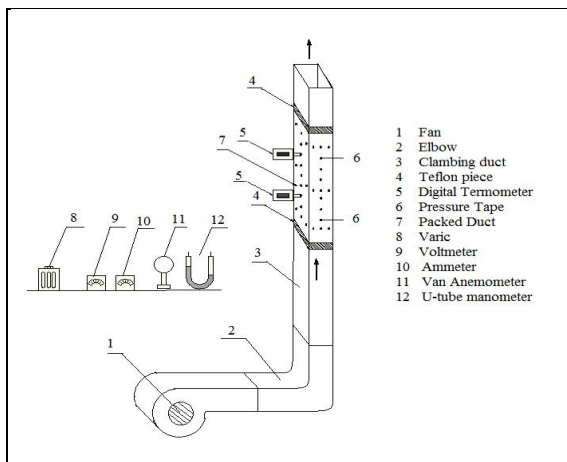 4
5
7
6
5
4
6
8
9
10
11
12
3
2
1
1 Fan
2 Elbow
3 Clambing duct
4 Teflon piece
5 Digital Termometer
6 Pressure Tape
7 Packed Duct
8 Varic
9 Voltmeter
10 Ammeter
11 Van Anemometer
12 U-tube manometer